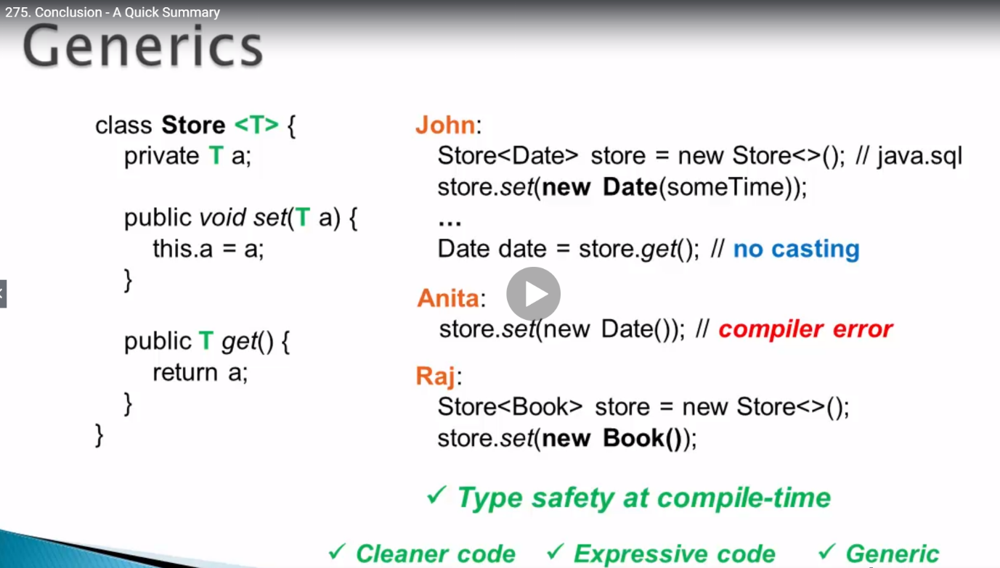 275. Conclusion - A Quick Summary
Generics
class Store <T> {
private T a;
public void set(T a) {
this.a = a;
}
public T get() {
return a;
}
}
John:
Store<Date> store = new Store<>(); // java.sql
store.set(new Date(someTime));
...
Date date = store.get(); // no casting
Anita:
store.set(new Date()); // compiler error
Raj:
Store<Book> store = new Store<>();
store.set(new Book());
✓ Type safety at compile-time
✓ Cleaner code ✓ Expressive code ✓ Generic